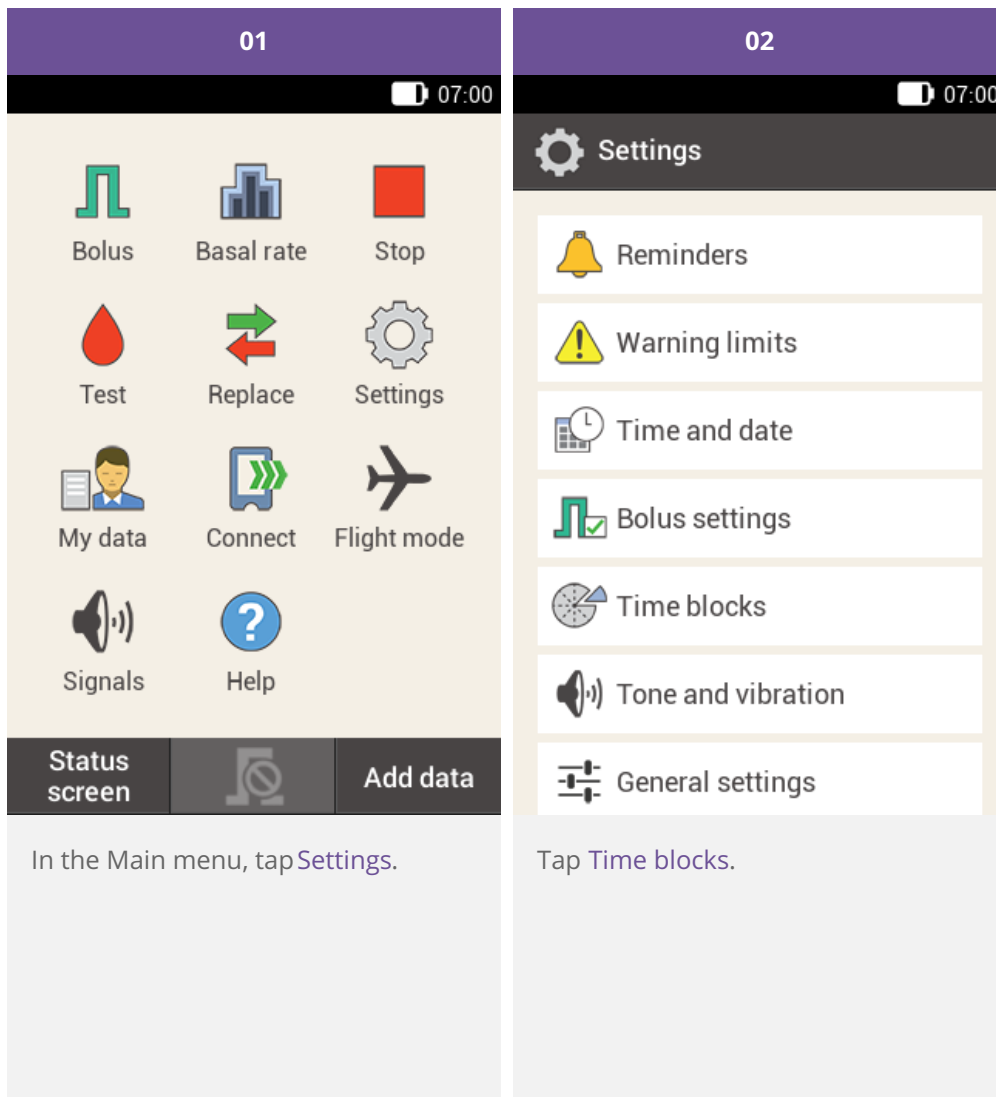 01
07:00
Bolus
Basal rate
Stop
Test
Replace
Settings
My data
Connect
Flight mode
Signals
Help
Status
screen
Add data
In the Main menu, tap Settings.
02
07:00
Settings
Reminders
Warning limits
Time and date
Bolus settings
Time blocks
Tone and vibration
General settings
Tap Time blocks.